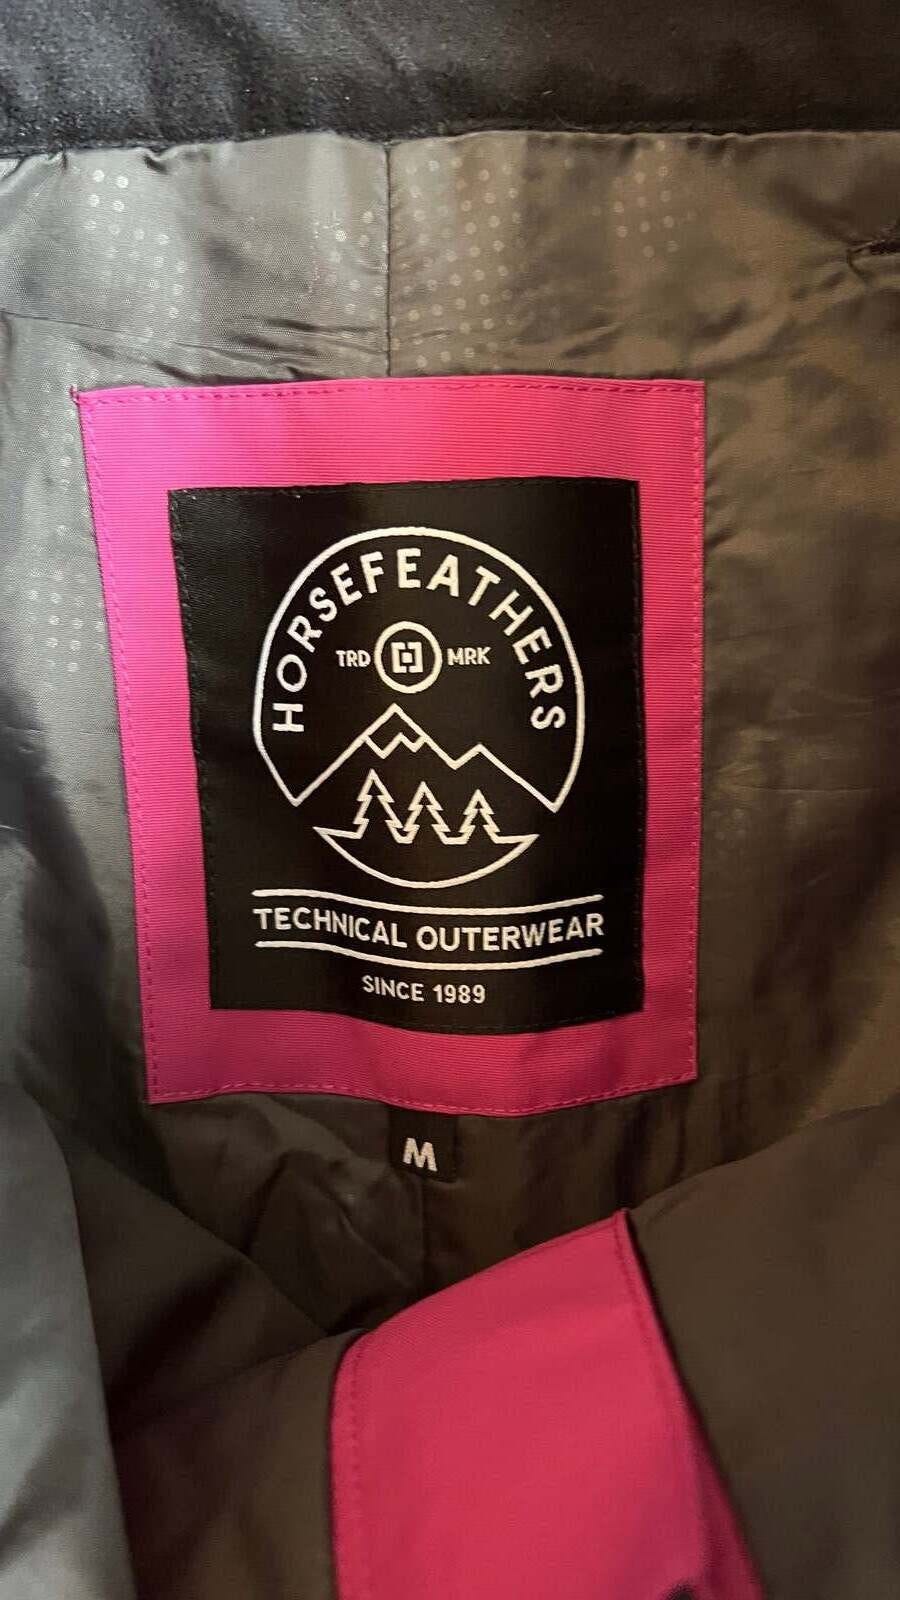 HORSEFEATHERS
TRD MRK
TECHNICAL OUTERWEAR
SINCE 1989
M